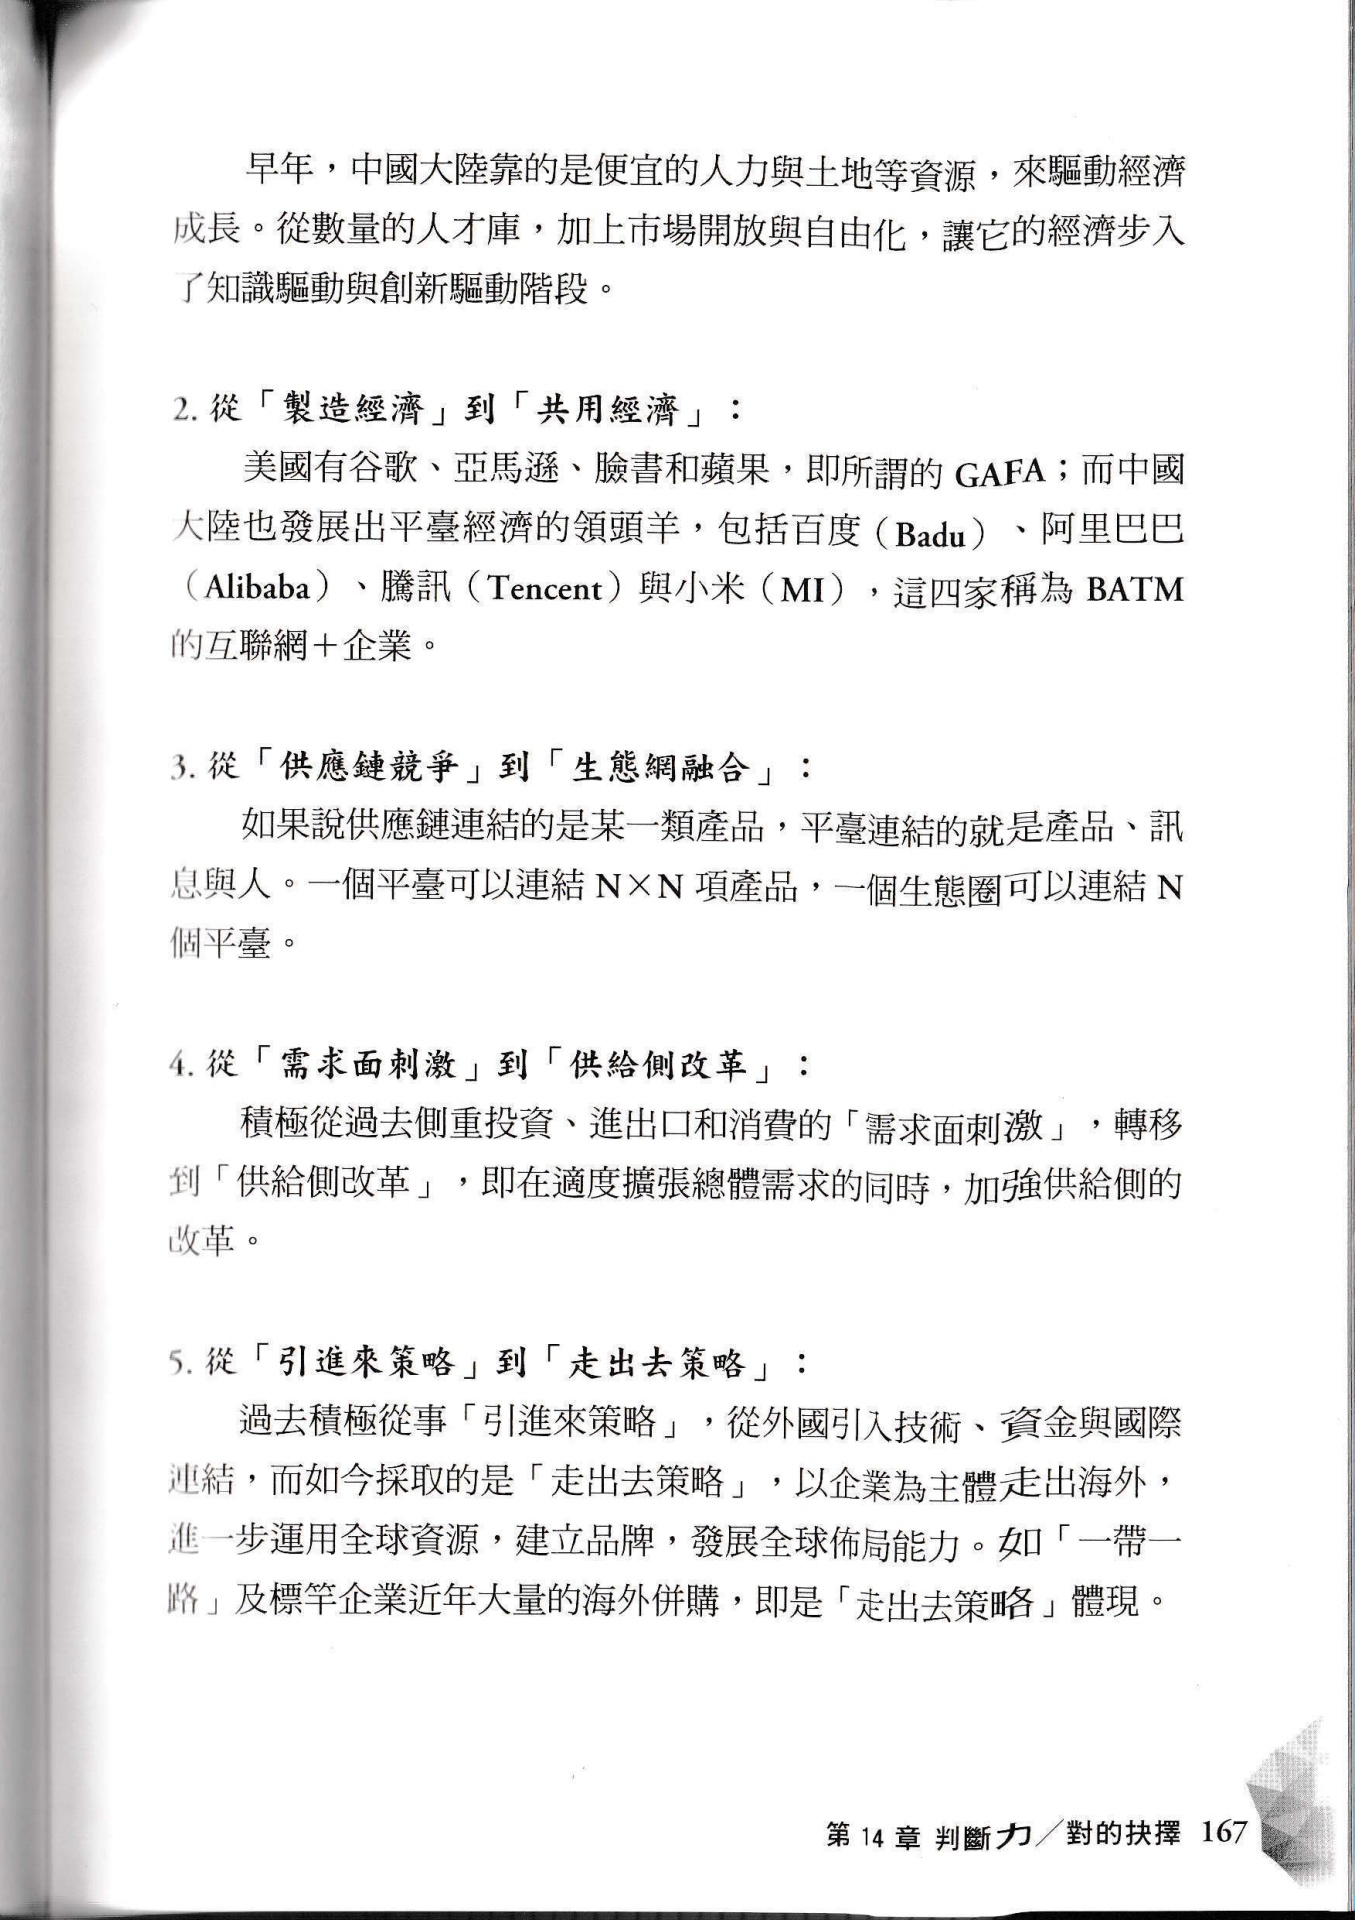 早年，中國大陸靠的是便宜的人力與土地等資源，來驅動經濟
成長。從數量的人才庫，加上市場開放與自由化，讓它的經濟步入
了知識驅動與創新驅動階段。
2. 從「製造經濟」到「共用經濟」：
美國有谷歌、亞馬遜、臉書和蘋果，即所謂的 GAFA；而中國
大陸也發展出平臺經濟的領頭羊，包括百度（Badu）、阿里巴巴
（Alibaba）、騰訊（Tencent）與小米（MI），這四家稱為 BATM
的互聯網＋企業。
3. 從「供應鏈競爭」到「生態網融合」：
如果說供應鏈連結的是某一類產品，平臺連結的就是產品、訊
息與人。一個平臺可以連結 N×N 項產品，一個生態圈可以連結 N
個平臺。
4. 從「需求面刺激」到「供給側改革」：
積極從過去側重投資、進出口和消費的「需求面刺激」，轉移
到「供給側改革」，即在適度擴張總體需求的同時，加強供給側的
改革。
5. 從「引進來策略」到「走出去策略」：
過去積極從事「引進來策略」，從外國引入技術、資金與國際
連結，而如今採取的是「走出去策略」，以企業為主體走出海外，
進一步運用全球資源，建立品牌，發展全球佈局能力。如「一帶一
路」及標竿企業近年大量的海外併購，即是「走出去策略」體現。
第 14 章 判斷力／對的抉擇 167